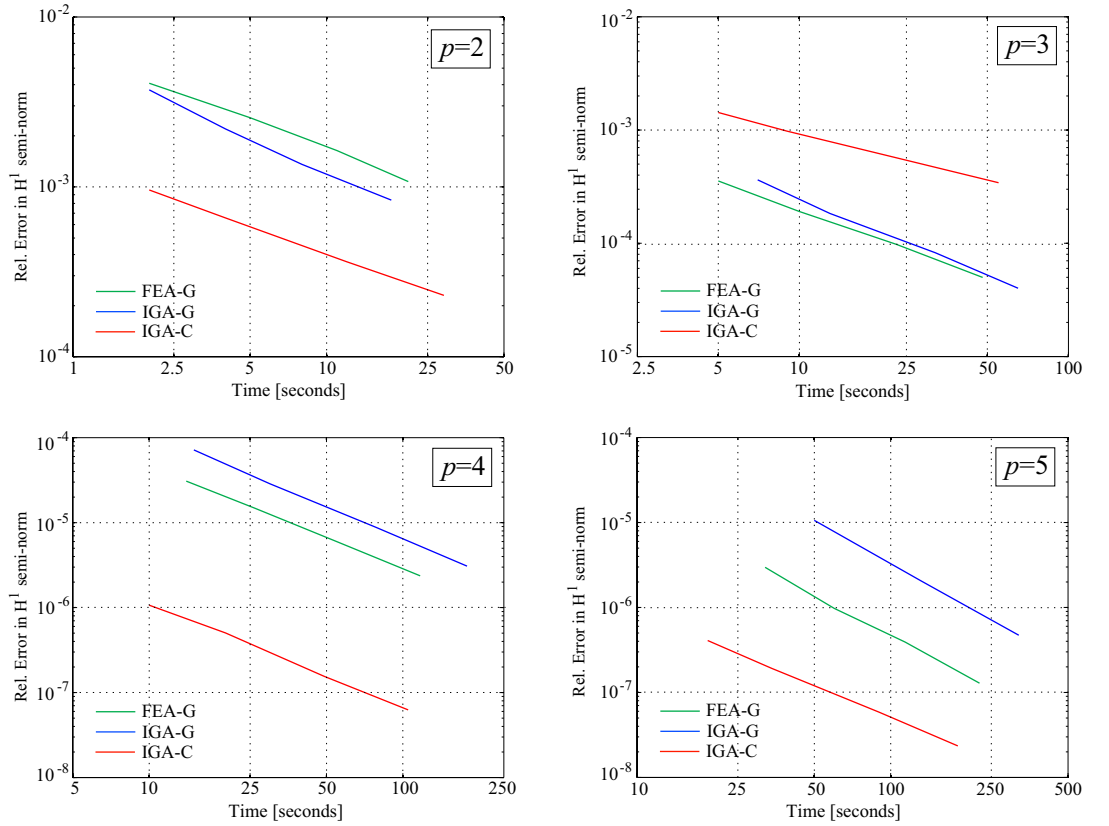 10^-2
p=2
10^-3
10^-4
Rel. Error in H^1 semi-norm
FEA-G
IGA-G
IGA-C
1
2.5
5
10
25
50
Time [seconds]
10^-2
p=3
10^-3
10^-4
10^-5
Rel. Error in H^1 semi-norm
FEA-G
IGA-G
IGA-C
2.5
5
10
25
50
100
Time [seconds]
10^-4
p=4
10^-5
10^-6
10^-7
10^-8
Rel. Error in H^1 semi-norm
FEA-G
IGA-G
IGA-C
5
10
25
50
100
250
Time [seconds]
10^-4
p=5
10^-5
10^-6
10^-7
10^-8
Rel. Error in H^1 semi-norm
FEA-G
IGA-G
IGA-C
10
25
50
100
250
500
Time [seconds]